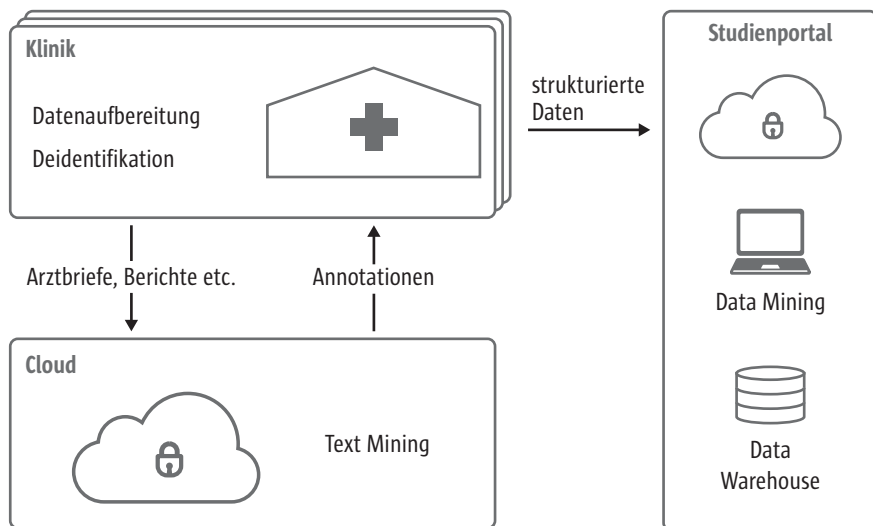 Klinik
Datenaufbereitung
Deidentifikation
strukturierte
Daten
Studienportal
Data Mining
Data
Warehouse
Arztbriefe, Berichte etc.
Annotationen
Cloud
Text Mining